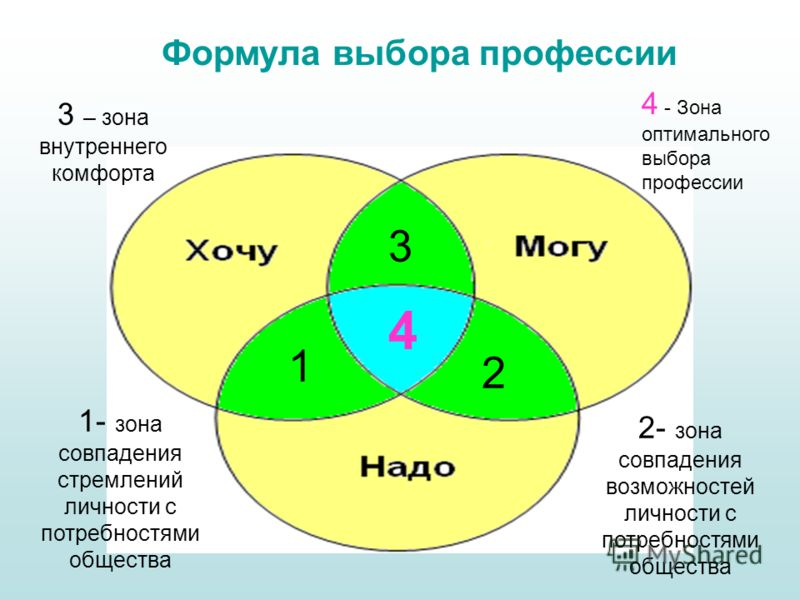 Формула выбора профессии
3 – зона
внутреннего
комфорта
4 - Зона
оптимального
выбора
профессии
Хочу
3
Могу
4
1
2
Надо
1- зона
совпадения
стремлений
личности с
потребностями
общества
2- зона
совпадения
возможностей
личности с
потребностями
общества
MyShared